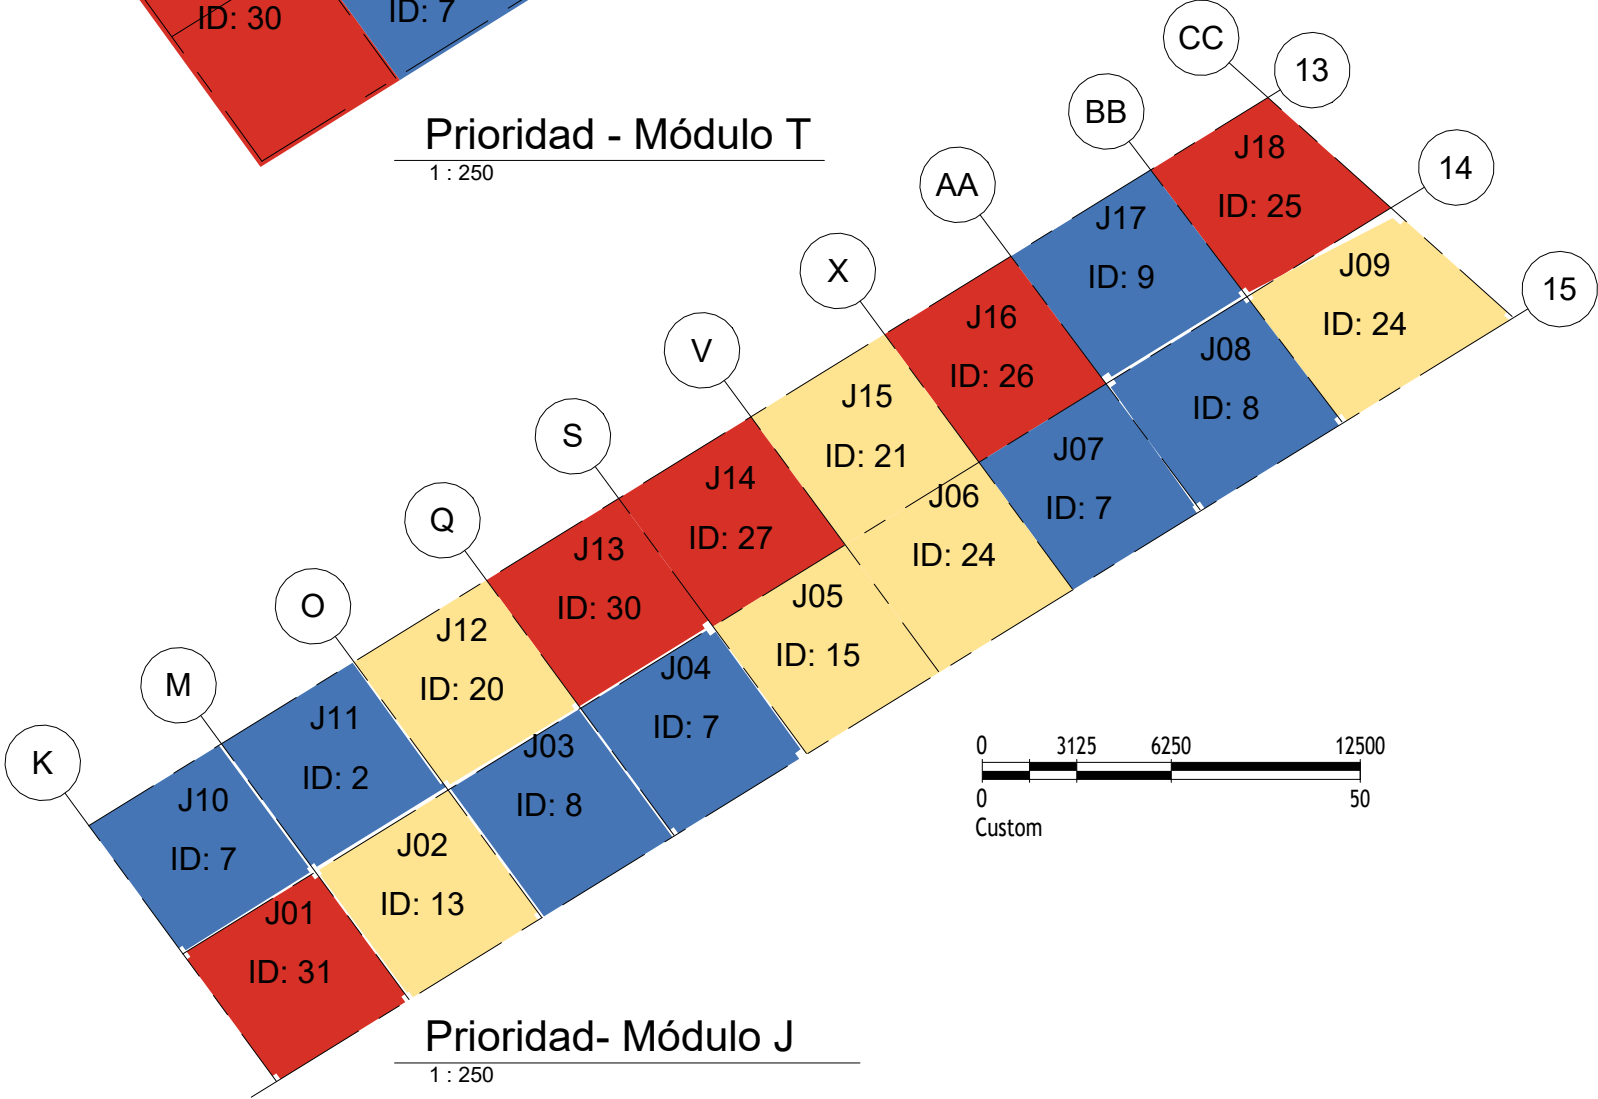 ID: 30
ID: 7
Prioridad - Módulo T
1 : 250
CC
13
BB
14
AA
15
X
V
S
Q
O
M
K
J18
ID: 25
J17
ID: 9
J09
ID: 24
J16
ID: 26
J08
ID: 8
J15
ID: 21
J07
ID: 7
J14
ID: 27
J06
ID: 24
J13
ID: 30
J05
ID: 15
J12
ID: 20
J04
ID: 7
J11
ID: 2
J03
ID: 8
J10
ID: 7
J02
ID: 13
J01
ID: 31
0 3125 6250 12500
0 50
Custom
Prioridad- Módulo J
1 : 250